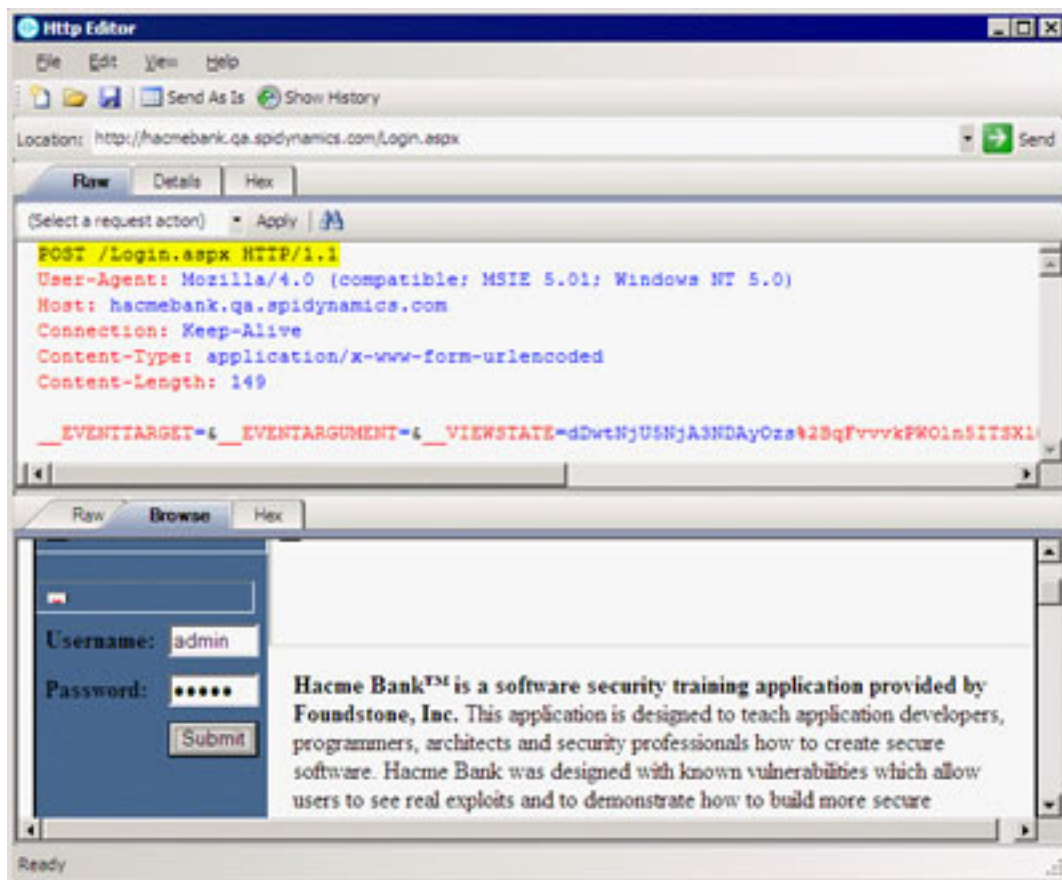 Http Editor
File Edit View Help
Send As Is Show History
Location: http://hacmebank.qa.spidynamics.com/Login.aspx Send
Raw Details Hex
(Select a request action) Apply
POST /Login.aspx HTTP/1.1
User-Agent: Mozilla/4.0 (compatible; MSIE 5.01; Windows NT 5.0)
Host: hacmebank.qa.spidynamics.com
Connection: Keep-Alive
Content-Type: application/x-www-form-urlencoded
Content-Length: 149
__EVENTTARGET=&__EVENTARGUMENT=&__VIEWSTATE=
Raw Browse Hex
Username: admin
Password: •••••
Submit
Hacme Bank™ is a software security training application provided by
Foundstone, Inc. This application is designed to teach application developers,
programmers, architects and security professionals how to create secure
software. Hacme Bank was designed with known vulnerabilities which allow
users to see real exploits and to demonstrate how to build more secure
Ready